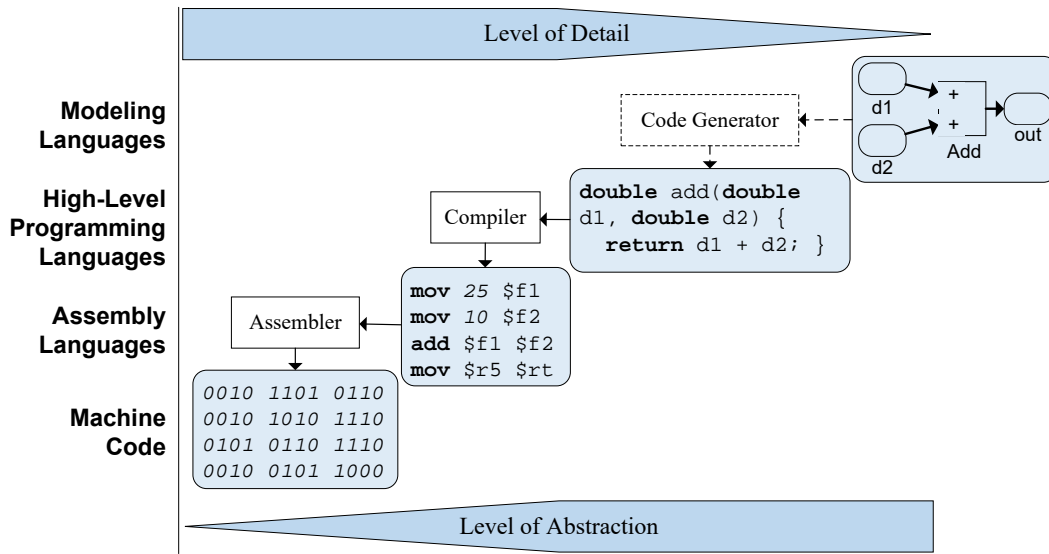 Level of Detail
Modeling
Languages
Code Generator
d1
+
+
d2
Add
out
High-Level
Programming
Languages
Compiler
double add(double
d1, double d2) {
return d1 + d2; }
Assembly
Languages
Assembler
mov 25 $f1
mov 10 $f2
add $f1 $f2
mov $r5 $rt
Machine
Code
0010 1101 0110
0010 1010 1110
0101 0110 1110
0010 0101 1000
Level of Abstraction